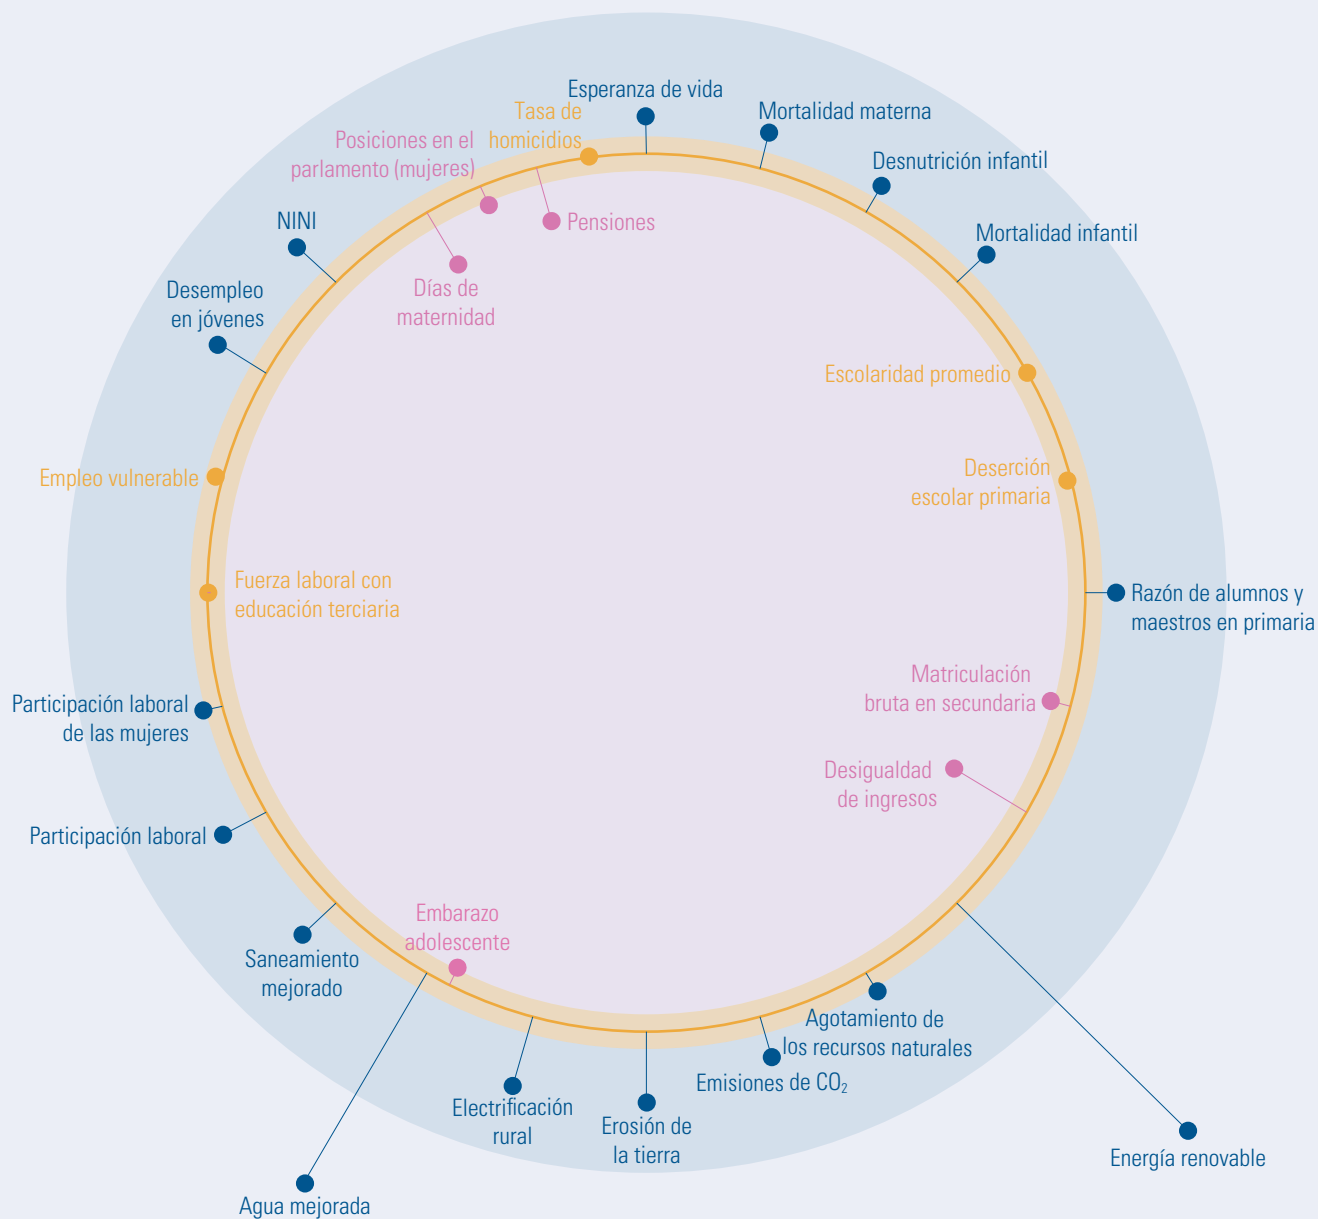 Esperanza de vida
Tasa de
homicidios
Mortalidad materna
Posiciones en el
parlamento (mujeres)
Desnutrición infantil
NINI
Pensiones
Mortalidad infantil
Días de
maternidad
Desempleo
en jóvenes
Escolaridad promedio
Empleo vulnerable
Deserción
escolar primaria
Fuerza laboral con
educación terciaria
Razón de alumnos y
maestros en primaria
Matriculación
bruta en secundaria
Participación laboral
de las mujeres
Desigualdad
de ingresos
Participación laboral
Embarazo
adolescente
Saneamiento
mejorado
Agotamiento de
los recursos naturales
Emisiones de CO₂
Electrificación
rural
Erosión de
la tierra
Energía renovable
Agua mejorada